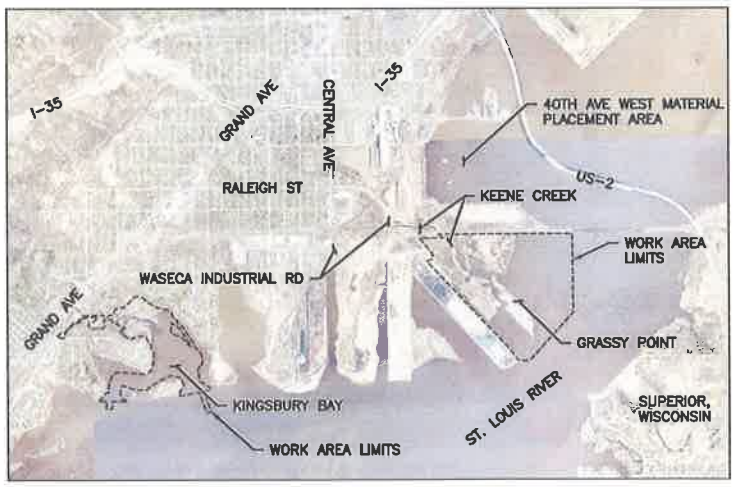 I-35
GRAND AVE
CENTRAL AVE
I-35
40TH AVE WEST MATERIAL
PLACEMENT AREA
RALEIGH ST
US-2
KEENE CREEK
WORK AREA
LIMITS
WASECA INDUSTRIAL RD
GRAND AVE
GRASSY POINT
KINGSBURY BAY
ST. LOUIS RIVER
SUPERIOR,
WISCONSIN
WORK AREA LIMITS